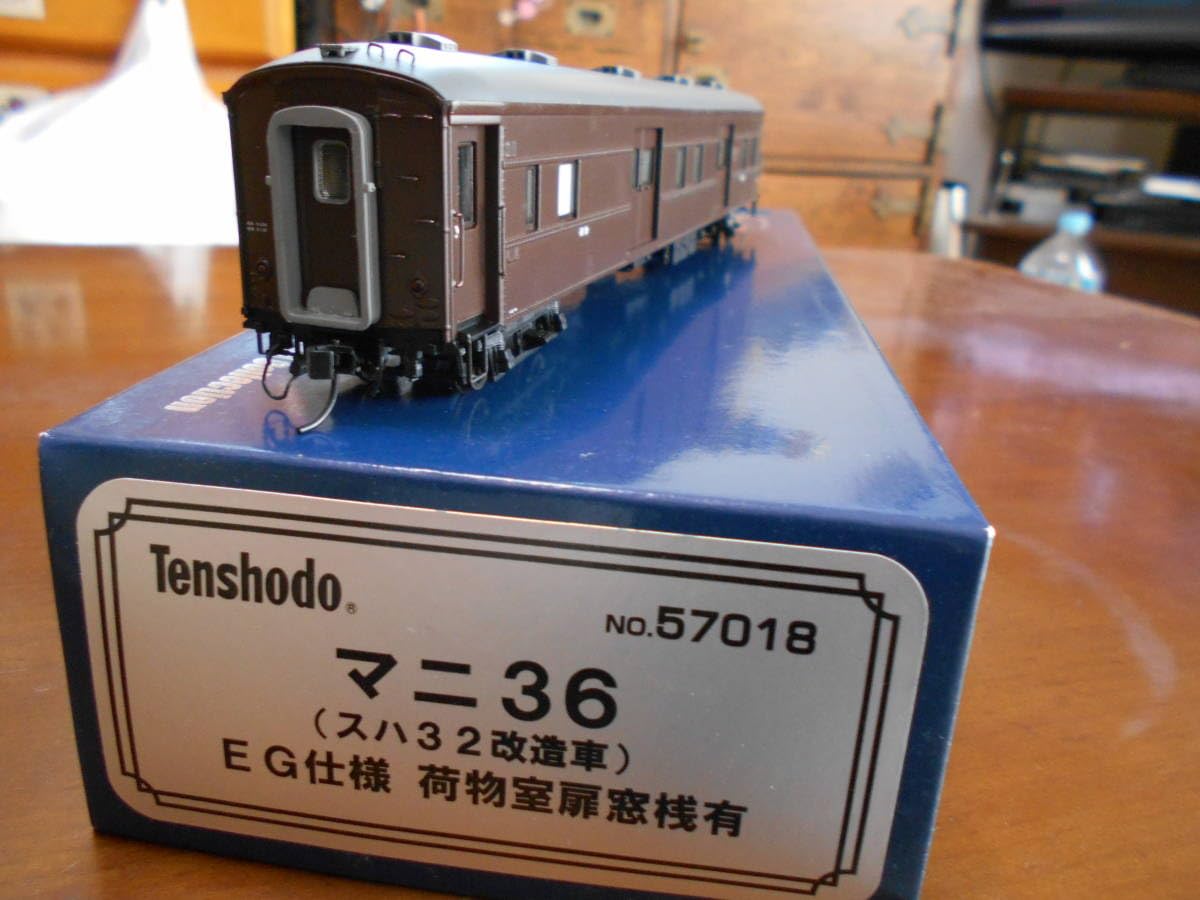 ollection
Tenshodo®
NO.57018
マニ36
（スハ32改造車）
EG仕様 荷物室扉窓桟有